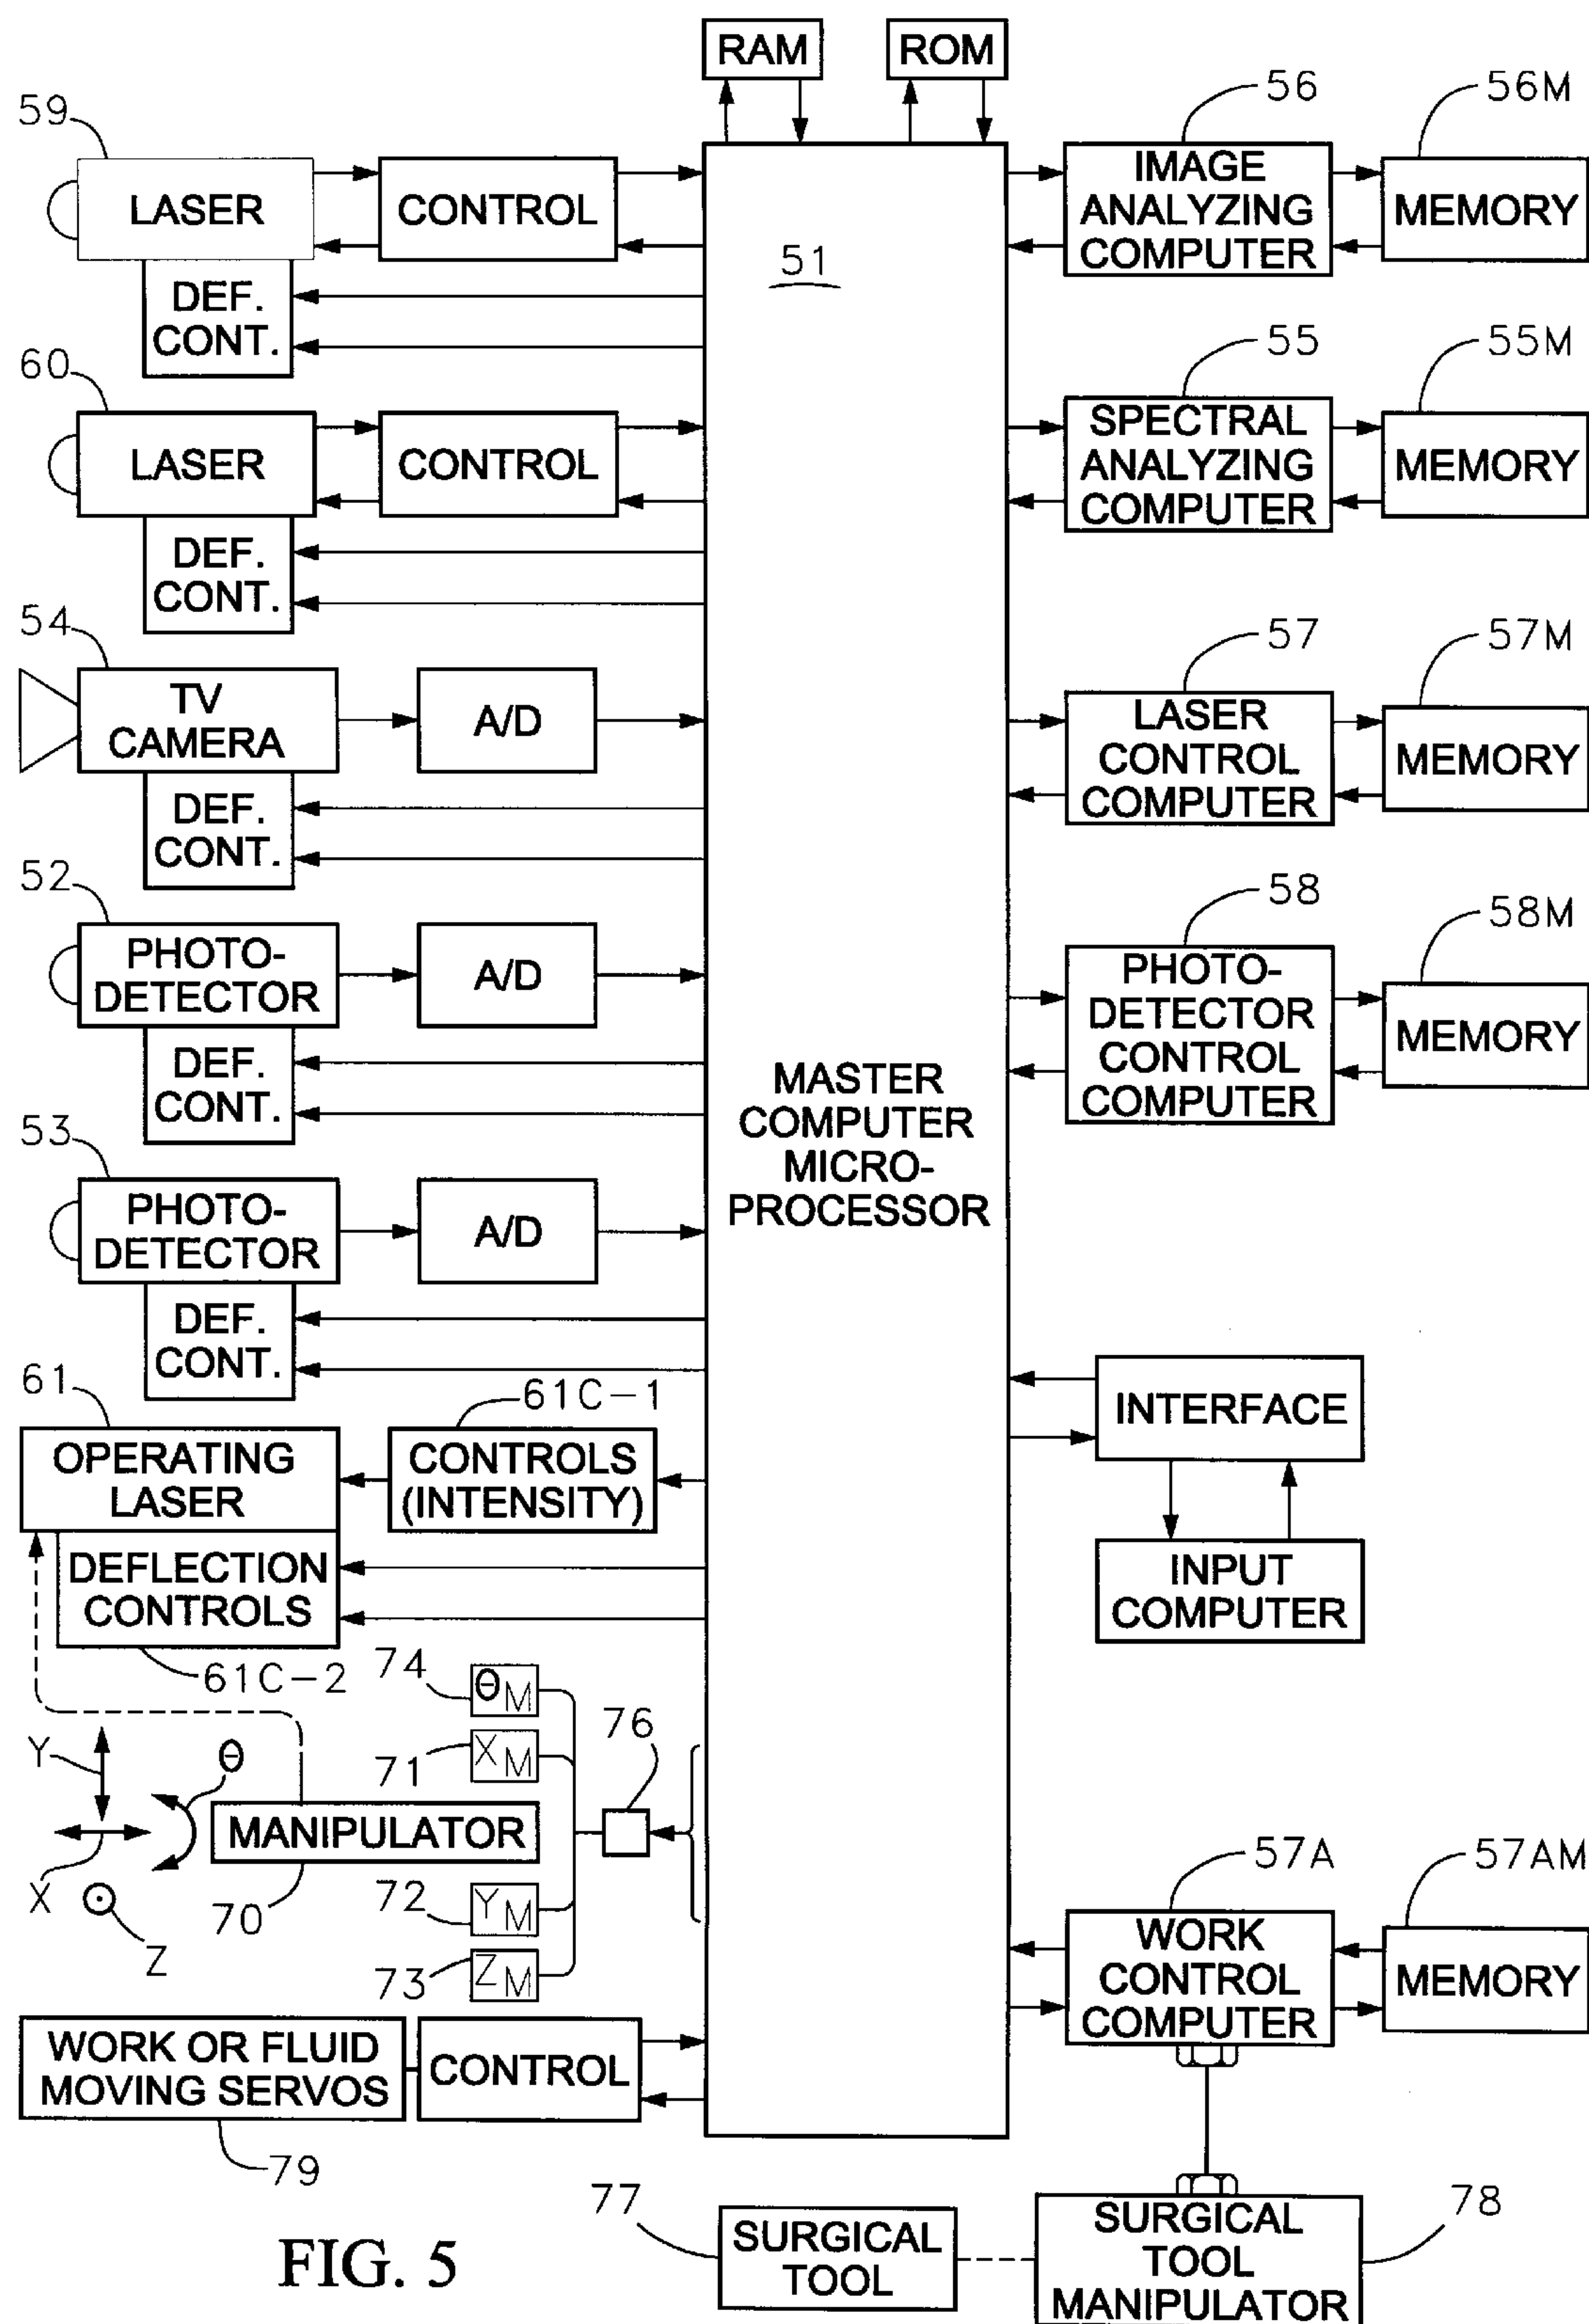 RAM
ROM
59
LASER
CONTROL
DEF.
CONT.
60
LASER
CONTROL
DEF.
CONT.
54
TV
CAMERA
A/D
DEF.
CONT.
52
PHOTO-
DETECTOR
A/D
DEF.
CONT.
53
PHOTO-
DETECTOR
A/D
DEF.
CONT.
61
OPERATING
LASER
61C-1
CONTROLS
(INTENSITY)
DEFLECTION
CONTROLS
61C-2
74
ΘM
71
XM
76
Y
Θ
X
Z
MANIPULATOR
70
72
YM
73
ZM
WORK OR FLUID
MOVING SERVOS
CONTROL
79
51
MASTER
COMPUTER
MICRO-
PROCESSOR
56
IMAGE
ANALYZING
COMPUTER
56M
MEMORY
55
SPECTRAL
ANALYZING
COMPUTER
55M
MEMORY
57
LASER
CONTROL
COMPUTER
57M
MEMORY
58
PHOTO-
DETECTOR
CONTROL
COMPUTER
58M
MEMORY
INTERFACE
INPUT
COMPUTER
57A
WORK
CONTROL
COMPUTER
57AM
MEMORY
77
SURGICAL
TOOL
78
SURGICAL
TOOL
MANIPULATOR
FIG. 5